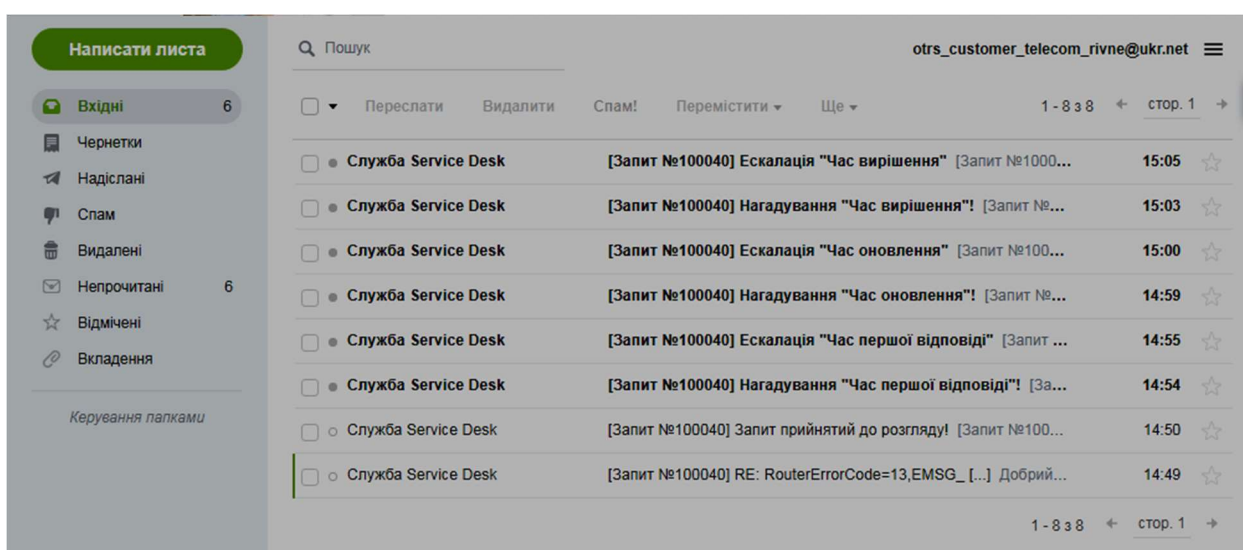 Написати листа
Пошук
otrs_customer_telecom_rivne@ukr.net
Вхідні 6
Чернетки
Надіслані
Спам
Видалені
Непрочитані 6
Відмічені
Вкладення
Керування папками
Переслати Видалити Спам! Перемістити Ще 1 - 8 з 8 стор. 1
Служба Service Desk [Запит №100040] Ескалація "Час вирішення" [Запит №1000... 15:05
Служба Service Desk [Запит №100040] Нагадування "Час вирішення"! [Запит №... 15:03
Служба Service Desk [Запит №100040] Ескалація "Час оновлення" [Запит №100... 15:00
Служба Service Desk [Запит №100040] Нагадування "Час оновлення"! [Запит №... 14:59
Служба Service Desk [Запит №100040] Ескалація "Час першої відповіді" [Запит ... 14:55
Служба Service Desk [Запит №100040] Нагадування "Час першої відповіді"! [За... 14:54
Служба Service Desk [Запит №100040] Запит прийнятий до розгляду! [Запит №100... 14:50
Служба Service Desk [Запит №100040] RE: RouterErrorCode=13,EMSG_ [...] Добрий... 14:49
1 - 8 з 8 стор. 1